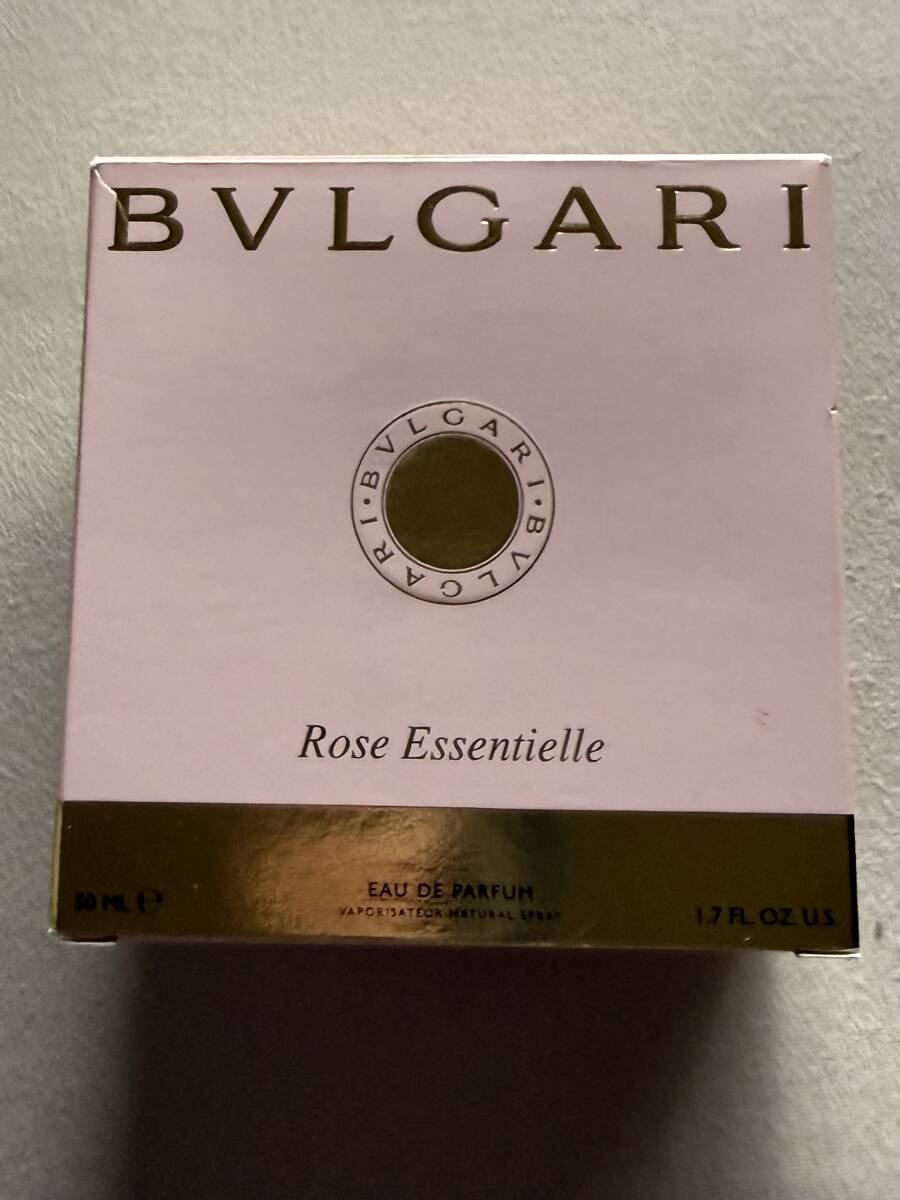 BVLGARI
BVLGARI · BVLGARI ·
Rose Essentielle
50 ML ℮
EAU DE PARFUM
VAPORISATEUR NATURAL SPRAY
1.7 FL. OZ. U.S.